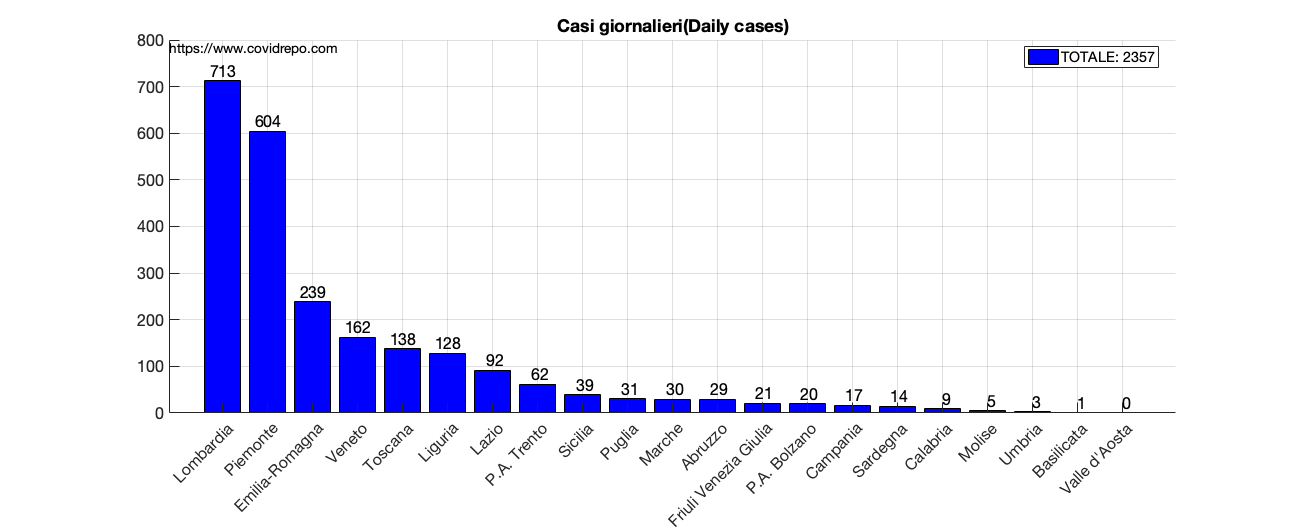 Casi giornalieri(Daily cases)
https://www.covidrepo.com
TOTALE: 2357
800
700
600
500
400
300
200
100
0
713
604
239
162
138
128
92
62
39
31
30
29
21
20
17
14
9
5
3
1
0
Lombardia
Piemonte
Emilia-Romagna
Veneto
Toscana
Liguria
Lazio
P.A. Trento
Sicilia
Puglia
Marche
Abruzzo
Friuli Venezia Giulia
P.A. Bolzano
Campania
Sardegna
Calabria
Molise
Umbria
Basilicata
Valle d'Aosta